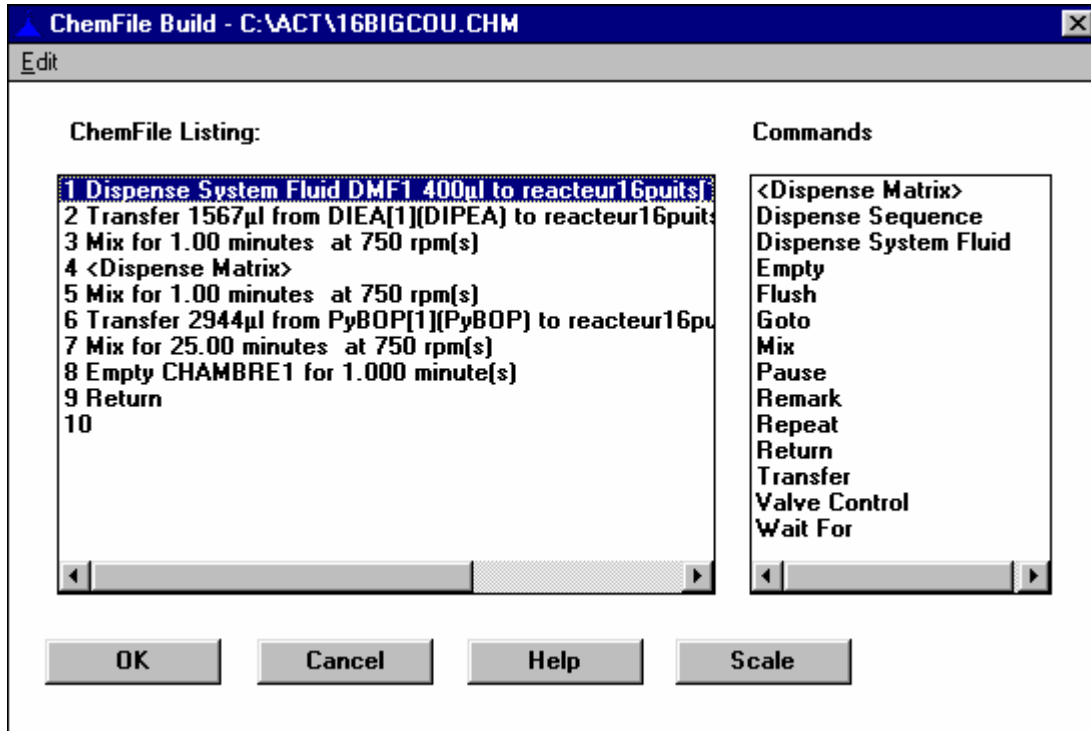 ChemFile Build - C:\ACT\16BIGCOU.CHM
Edit
ChemFile Listing:
1 Dispense System Fluid DMF1 400µl to reacteur16puits[
2 Transfer 1567µl from DIEA[1](DIPEA) to reacteur16puits
3 Mix for 1.00 minutes  at 750 rpm(s)
4 <Dispense Matrix>
5 Mix for 1.00 minutes  at 750 rpm(s)
6 Transfer 2944µl from PyBOP[1](PyBOP) to reacteur16pu
7 Mix for 25.00 minutes  at 750 rpm(s)
8 Empty CHAMBRE1 for 1.000 minute(s)
9 Return
10
Commands
<Dispense Matrix>
Dispense Sequence
Dispense System Fluid
Empty
Flush
Goto
Mix
Pause
Remark
Repeat
Return
Transfer
Valve Control
Wait For
OK
Cancel
Help
Scale